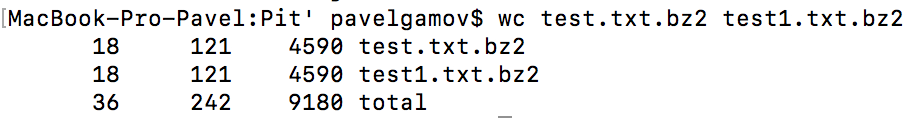 [MacBook-Pro-Pavel:Pit' pavelgamov$ wc test.txt.bz2 test1.txt.bz2
18 121 4590 test.txt.bz2
18 121 4590 test1.txt.bz2
36 242 9180 total